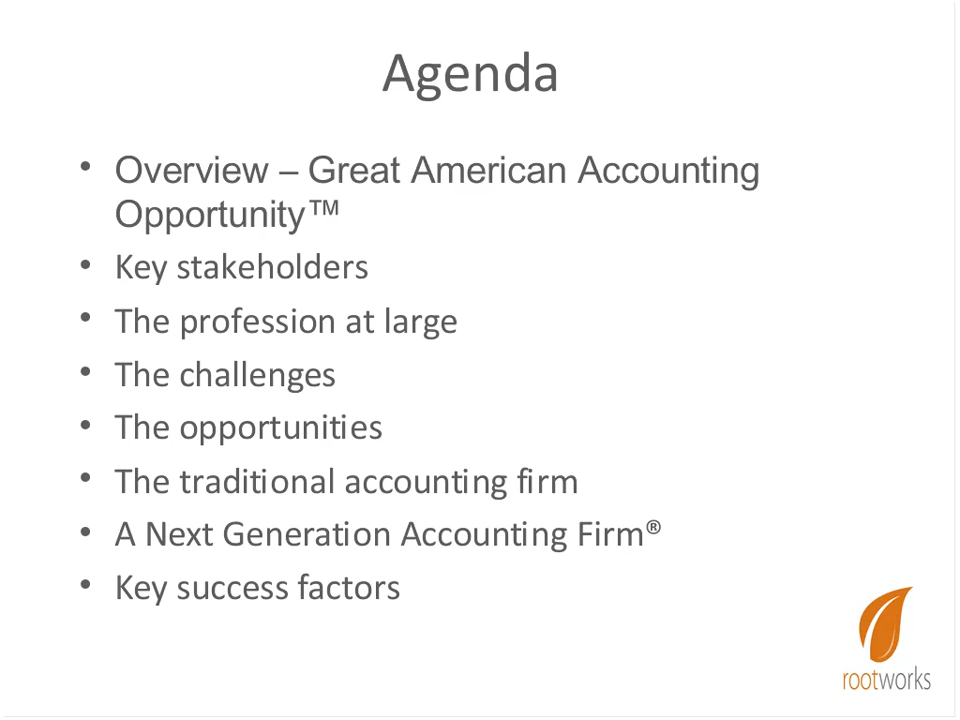 Agenda
• Overview – Great American Accounting
Opportunity™
• Key stakeholders
• The profession at large
• The challenges
• The opportunities
• The traditional accounting firm
• A Next Generation Accounting Firm®
• Key success factors
rootworks